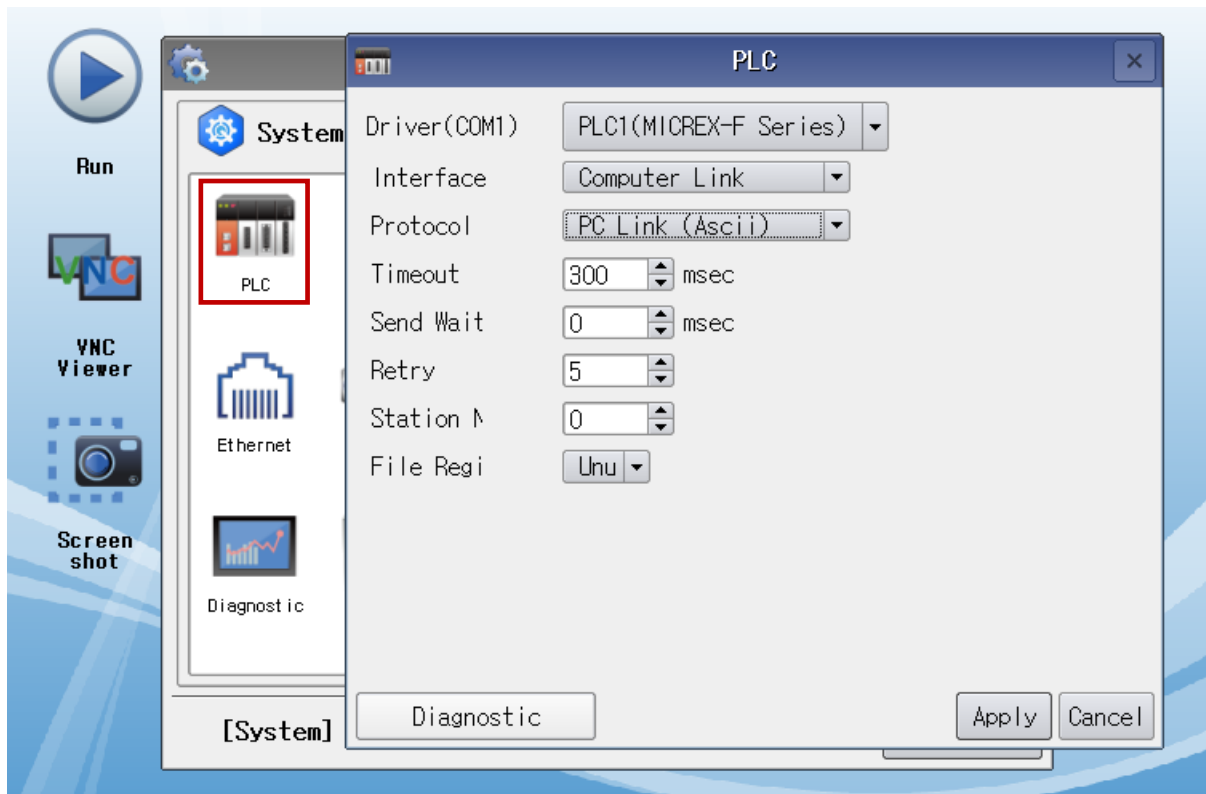 Run
VNC
VNC
Viewer
Screen
shot
System
PLC
Ethernet
Diagnostic
[System]
PLC
Driver(COM1) PLC1(MICREX-F Series)
Interface Computer Link
Protocol PC Link (Ascii)
Timeout 300 msec
Send Wait 0 msec
Retry 5
Station 0
File Regi Unu
Diagnostic Apply Cancel